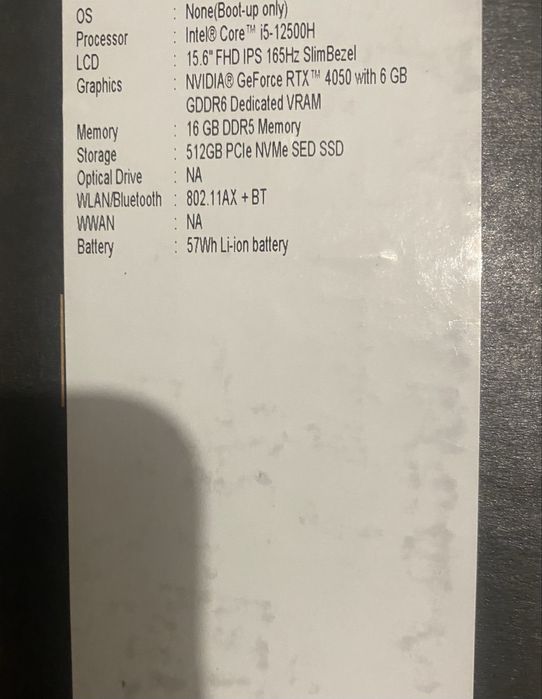 OS : None(Boot-up only)
Processor : Intel® Core™ i5-12500H
LCD : 15.6" FHD IPS 165Hz SlimBezel
Graphics : NVIDIA® GeForce RTX™ 4050 with 6 GB
GDDR6 Dedicated VRAM
Memory : 16 GB DDR5 Memory
Storage : 512GB PCIe NVMe SED SSD
Optical Drive : NA
WLAN/Bluetooth : 802.11AX + BT
WWAN : NA
Battery : 57Wh Li-ion battery